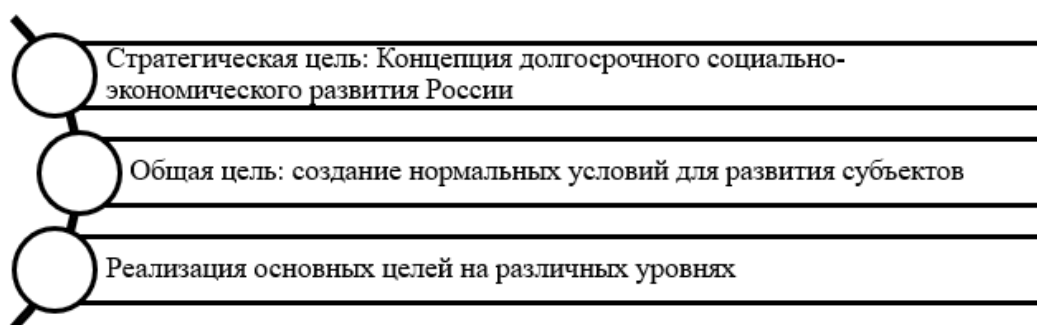 Стратегическая цель: Концепция долгосрочного социально-
экономического развития России
Общая цель: создание нормальных условий для развития субъектов
Реализация основных целей на различных уровнях